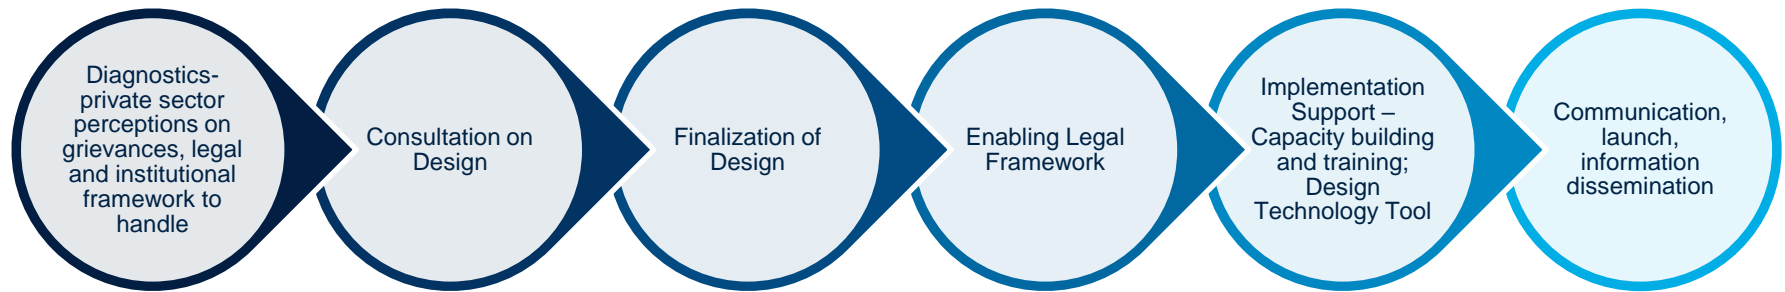 Diagnostics-
private sector
perceptions on
grievances, legal
and institutional
framework to
handle
Consultation on
Design
Finalization of
Design
Enabling Legal
Framework
Implementation
Support –
Capacity building
and training;
Design
Technology Tool
Communication,
launch,
information
dissemination